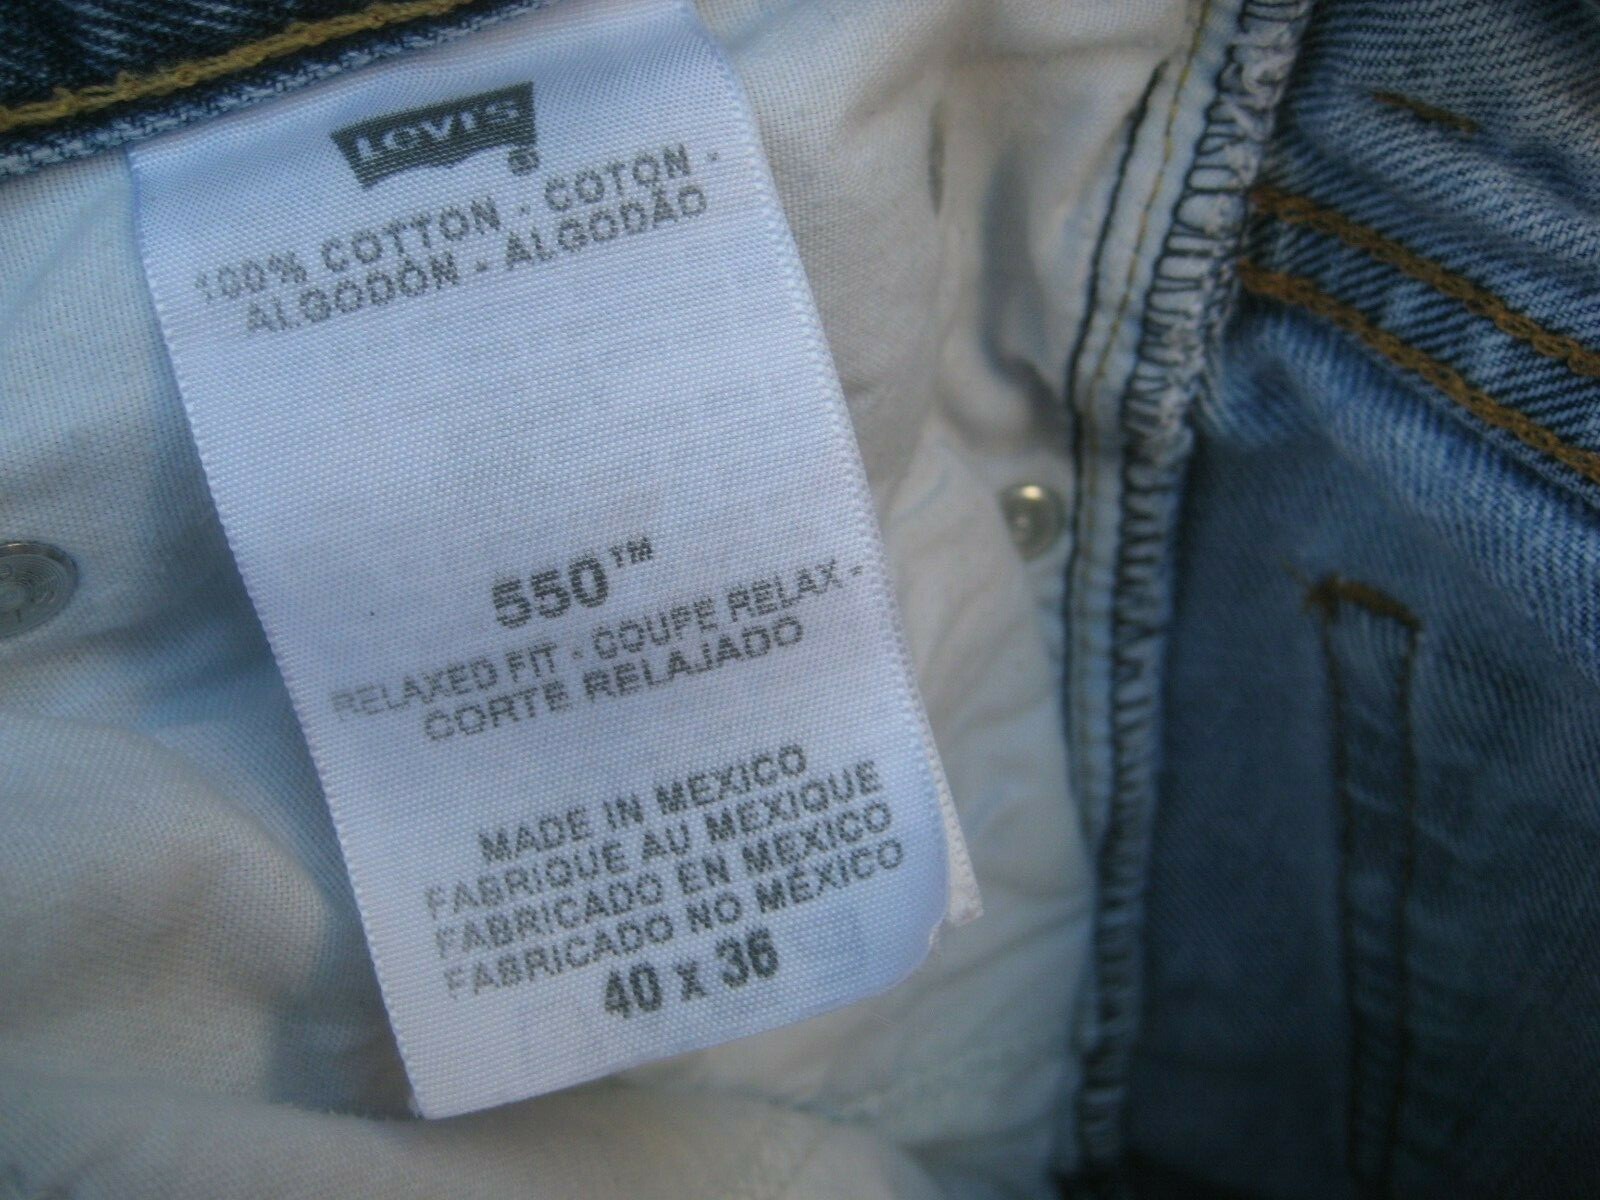 Levi's
®
100% COTTON - COTON -
ALGODÓN - ALGODÃO
550™
RELAXED FIT - COUPE RELAX -
CORTE RELAJADO
MADE IN MEXICO
FABRIQUE AU MEXIQUE
FABRICADO EN MEXICO
FABRICADO NO MÉXICO
40 x 36